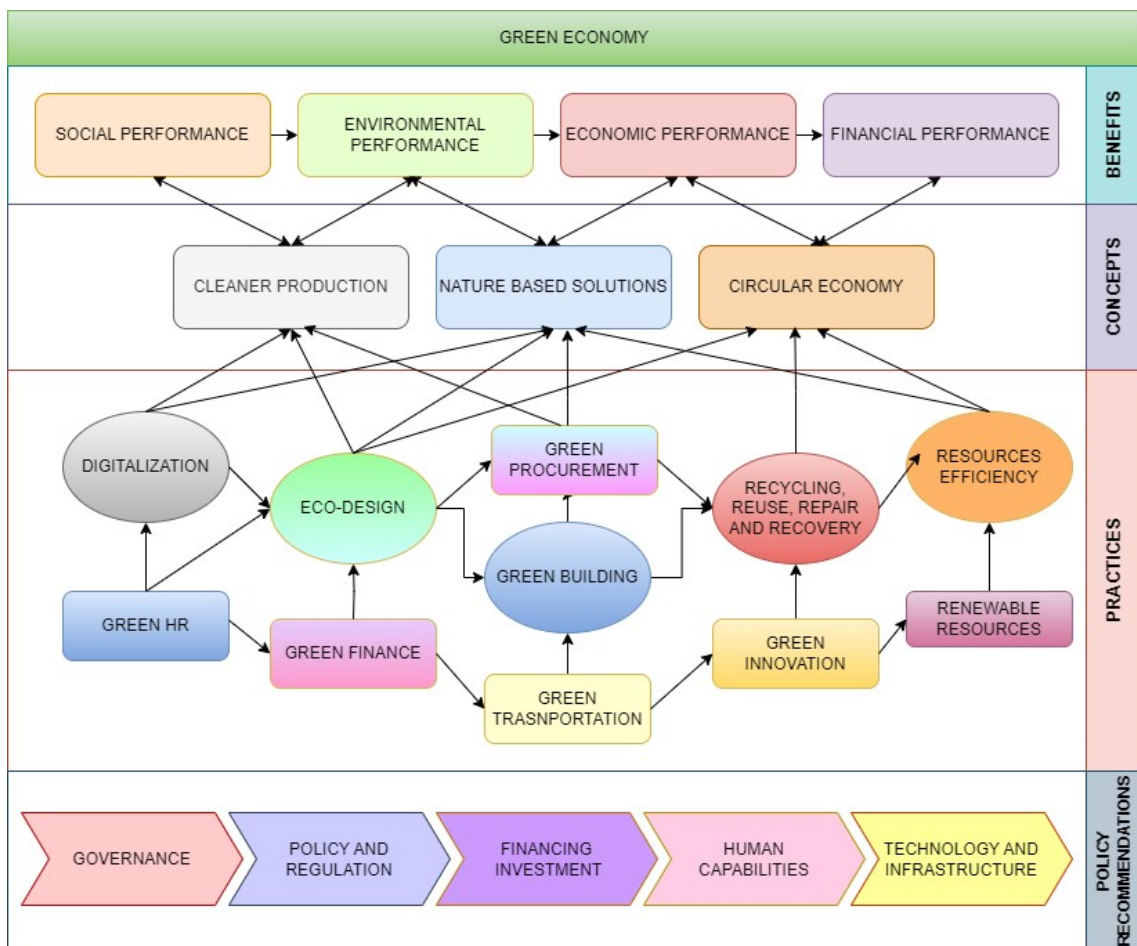 GREEN ECONOMY
SOCIAL PERFORMANCE
ENVIRONMENTAL
PERFORMANCE
ECONOMIC PERFORMANCE
FINANCIAL PERFORMANCE
BENEFITS
CLEANER PRODUCTION
NATURE BASED SOLUTIONS
CIRCULAR ECONOMY
CONCEPTS
DIGITALIZATION
ECO-DESIGN
GREEN
PROCUREMENT
RECYCLING,
REUSE, REPAIR
AND RECOVERY
RESOURCES
EFFICIENCY
GREEN BUILDING
GREEN HR
GREEN FINANCE
GREEN
TRASNPORTATION
GREEN
INNOVATION
RENEWABLE
RESOURCES
PRACTICES
GOVERNANCE
POLICY AND
REGULATION
FINANCING
INVESTMENT
HUMAN
CAPABILITIES
TECHNOLOGY AND
INFRASTRUCTURE
POLICY
RECOMMENDATIONS